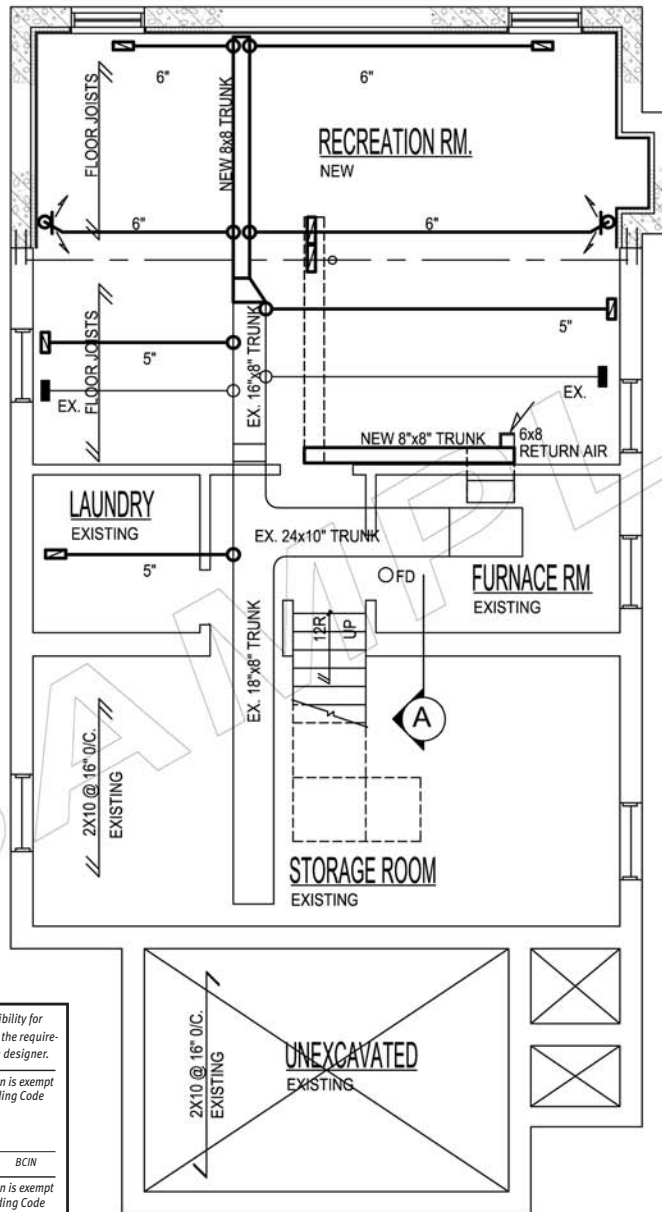 6"
6"
FLOOR JOISTS
NEW 8x8 TRUNK
RECREATION RM.
NEW
6"
6"
5"
FLOOR JOISTS
EX. 16"x8" TRUNK
5"
EX.
EX.
NEW 8"x8" TRUNK
6x8
RETURN AIR
LAUNDRY
EXISTING
EX. 24x10" TRUNK
5"
FD
FURNACE RM
EXISTING
12R
UP
EX. 18"x8" TRUNK
A
2X10 @ 16" O/C.
EXISTING
STORAGE ROOM
EXISTING
2X10 @ 16" O/C.
EXISTING
UNEXCAVATED
EXISTING
AMPL
ibility for
the require-
designer.
n is exempt
ding Code
BCIN
n is exempt
ding Code